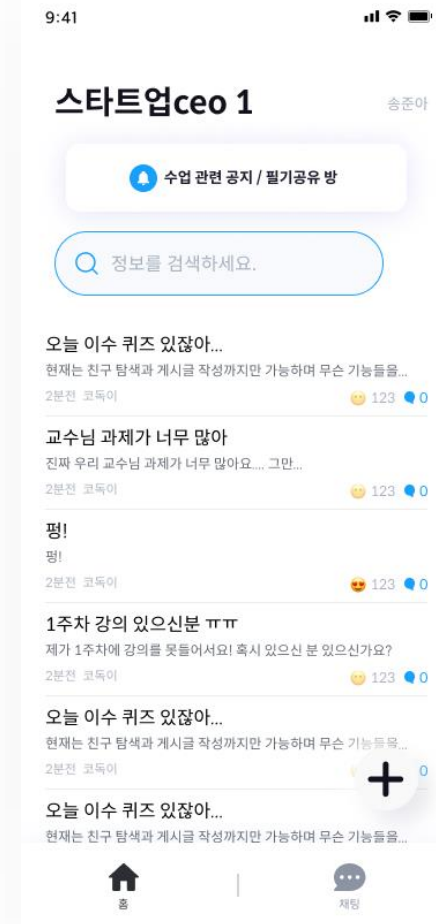 9:41
스타트업ceo 1
송준아
수업 관련 공지 / 필기공유 방
정보를 검색하세요.
오늘 이수 퀴즈 있잖아...
현재는 친구 탐색과 게시글 작성까지만 가능하며 무슨 기능들을...
2분전 코독이
123 0
교수님 과제가 너무 많아
진짜 우리 교수님 과제가 너무 많아요.... 그만...
2분전 코독이
123 0
펑!
펑!
2분전 코독이
123 0
1주차 강의 있으신분 ㅠㅠ
제가 1주차에 강의를 못들어서요! 혹시 있으신 분 있으신가요?
2분전 코독이
123 0
오늘 이수 퀴즈 있잖아...
현재는 친구 탐색과 게시글 작성까지만 가능하며 무슨 기능들을...
2분전 코독이
0
오늘 이수 퀴즈 있잖아...
현재는 친구 탐색과 게시글 작성까지만 가능하며 무슨 기능들을...
홈
재팅